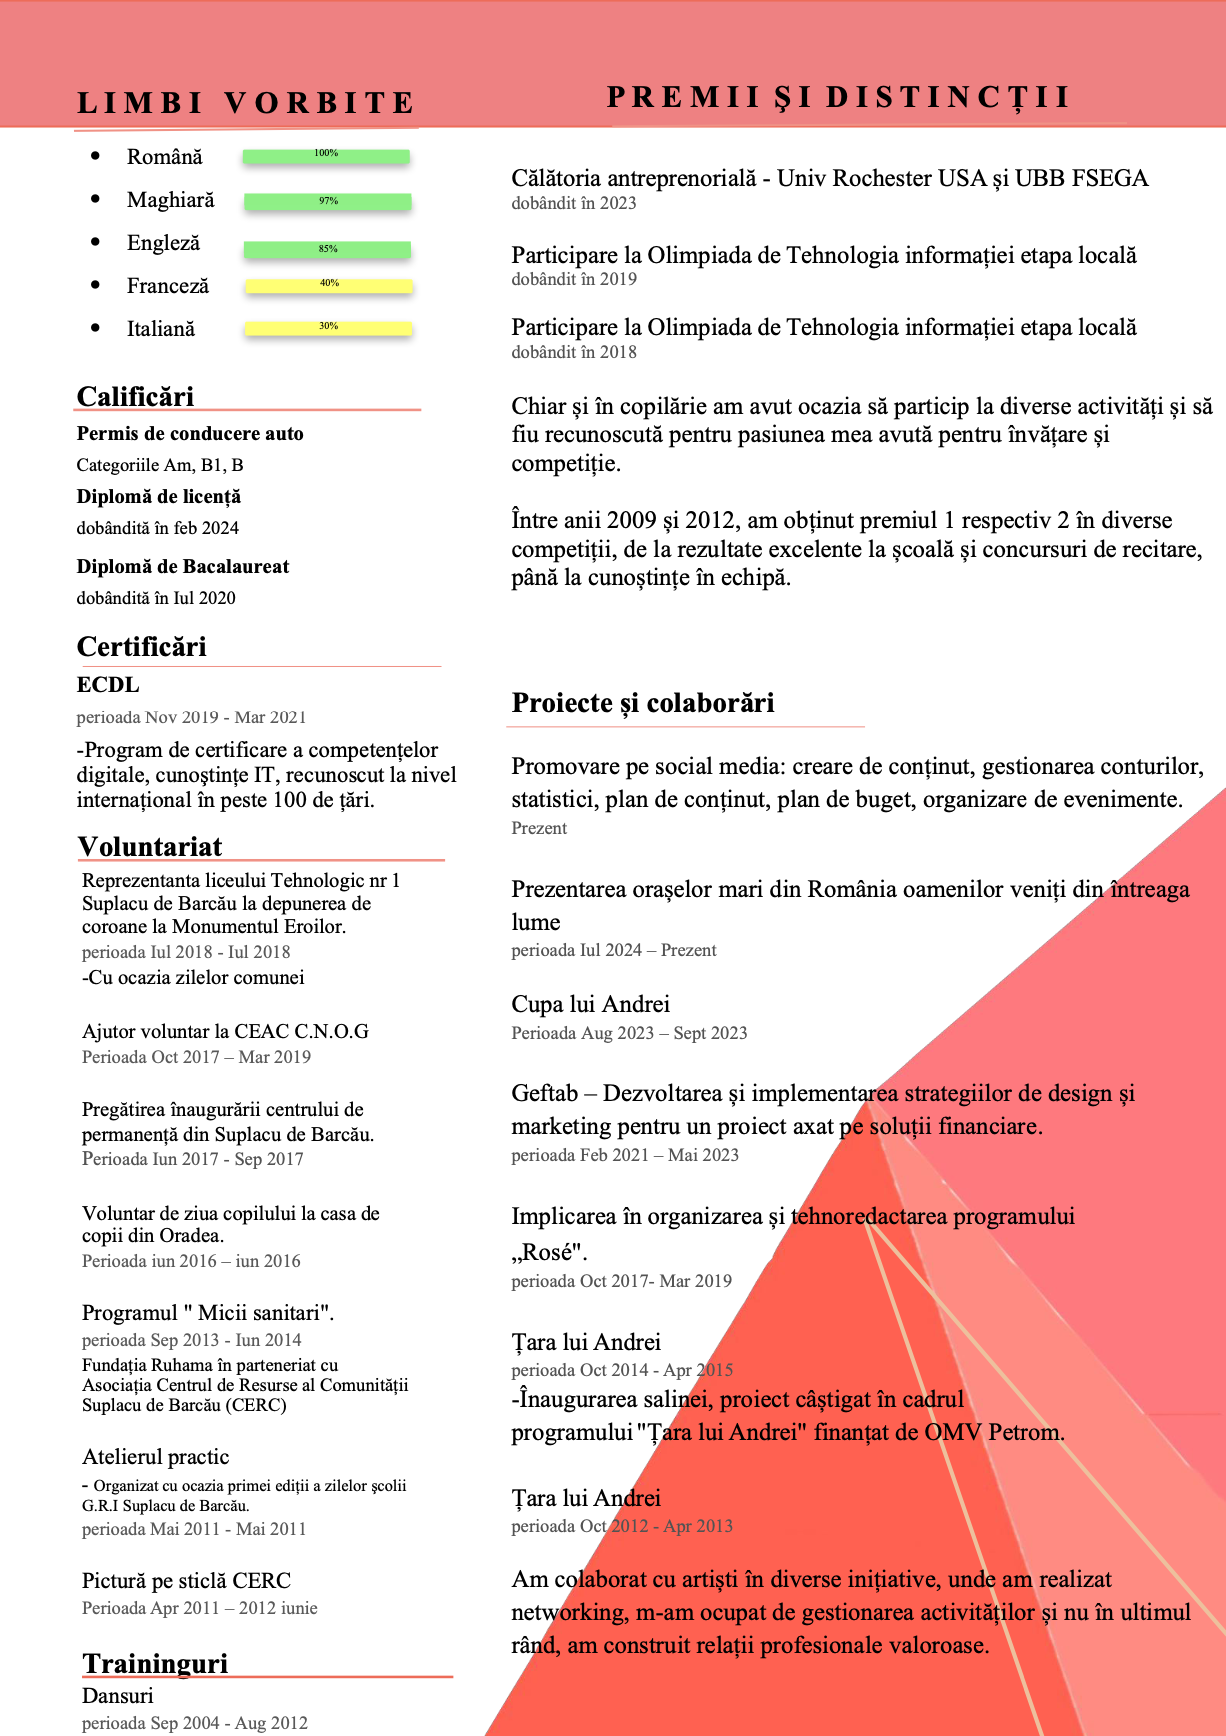 LIMBI VORBITE
• Română 100%
• Maghiară 97%
• Engleză 85%
• Franceză 40%
• Italiană 30%
Calificări
Permis de conducere auto
Categoriile Am, B1, B
Diplomă de licență
dobândită în feb 2024
Diplomă de Bacalaureat
dobândită în Iul 2020
Certificări
ECDL
perioada Nov 2019 - Mar 2021
-Program de certificare a competențelor
digitale, cunoştințe IT, recunoscut la nivel
internațional în peste 100 de țări.
Voluntariat
Reprezentanta liceului Tehnologic nr 1
Suplacu de Barcău la depunerea de
coroane la Monumentul Eroilor.
perioada Iul 2018 - Iul 2018
-Cu ocazia zilelor comunei
Ajutor voluntar la CEAC C.N.O.G
Perioada Oct 2017 – Mar 2019
Pregătirea înaugurării centrului de
permanență din Suplacu de Barcău.
Perioada Iun 2017 - Sep 2017
Voluntar de ziua copilului la casa de
copii din Oradea.
Perioada iun 2016 – iun 2016
Programul " Micii sanitari".
perioada Sep 2013 - Iun 2014
Fundația Ruhama în parteneriat cu
Asociația Centrul de Resurse al Comunității
Suplacu de Barcău (CERC)
Atelierul practic
- Organizat cu ocazia primei ediții a zilelor şcolii
G.R.I Suplacu de Barcău.
perioada Mai 2011 - Mai 2011
Pictură pe sticlă CERC
Perioada Apr 2011 – 2012 iunie
Traininguri
Dansuri
perioada Sep 2004 - Aug 2012
PREMII ŞI DISTINCȚII
Călătoria antreprenorială - Univ Rochester USA și UBB FSEGA
dobândit în 2023
Participare la Olimpiada de Tehnologia informației etapa locală
dobândit în 2019
Participare la Olimpiada de Tehnologia informației etapa locală
dobândit în 2018
Chiar și în copilărie am avut ocazia să particip la diverse activități și să
fiu recunoscută pentru pasiunea mea avută pentru învățare și
competiție.
Între anii 2009 și 2012, am obținut premiul 1 respectiv 2 în diverse
competiții, de la rezultate excelente la școală și concursuri de recitare,
până la cunoștințe în echipă.
Proiecte și colaborări
Promovare pe social media: creare de conținut, gestionarea conturilor,
statistici, plan de conținut, plan de buget, organizare de evenimente.
Prezent
Prezentarea orașelor mari din România oamenilor veniți din întreaga
lume
perioada Iul 2024 – Prezent
Cupa lui Andrei
Perioada Aug 2023 – Sept 2023
Geftab – Dezvoltarea și implementarea strategiilor de design și
marketing pentru un proiect axat pe soluții financiare.
perioada Feb 2021 – Mai 2023
Implicarea în organizarea și tehnoredactarea programului
„Rosé".
perioada Oct 2017- Mar 2019
Țara lui Andrei
perioada Oct 2014 - Apr 2015
-Înaugurarea salinei, proiect câștigat în cadrul
programului "Țara lui Andrei" finanțat de OMV Petrom.
Țara lui Andrei
perioada Oct 2012 - Apr 2013
Am colaborat cu artiști în diverse inițiative, unde am realizat
networking, m-am ocupat de gestionarea activităților și nu în ultimul
rând, am construit relații profesionale valoroase.